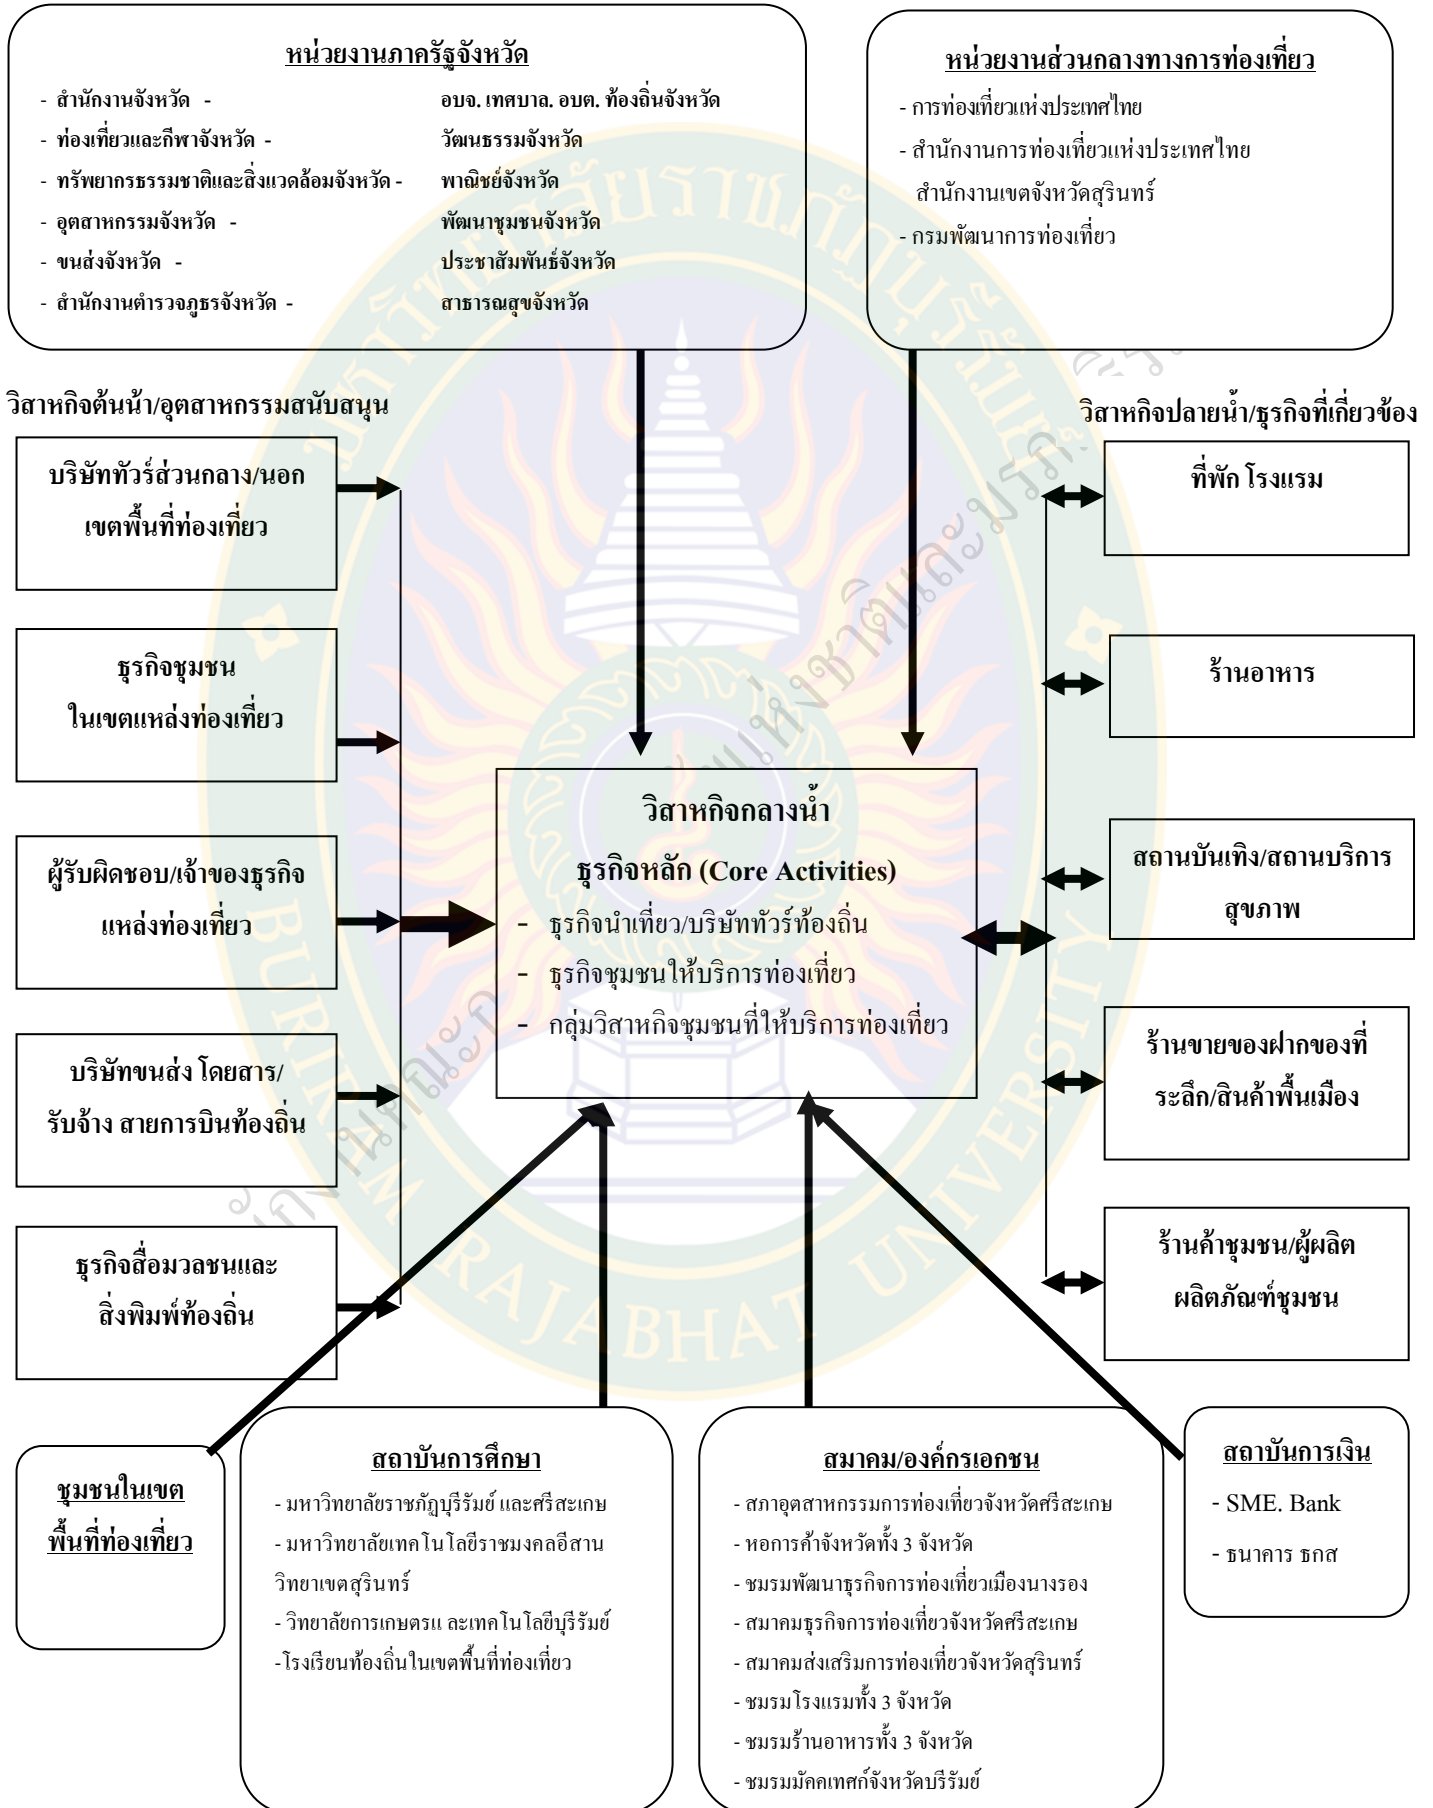 หน่วยงานภาครัฐจังหวัด
- สำนักงานจังหวัด - อบจ. เทศบาล. อบต. ท้องถิ่นจังหวัด
- ท่องเที่ยวและกีฬาจังหวัด - วัฒนธรรมจังหวัด
- ทรัพยากรธรรมชาติและสิ่งแวดล้อมจังหวัด - พาณิชย์จังหวัด
- อุตสาหกรรมจังหวัด - พัฒนาชุมชนจังหวัด
- ขนส่งจังหวัด - ประชาสัมพันธ์จังหวัด
- สำนักงานตำรวจภูธรจังหวัด - สาธารณสุขจังหวัด
หน่วยงานส่วนกลางทางการท่องเที่ยว
- การท่องเที่ยวแห่งประเทศไทย
- สำนักงานการท่องเที่ยวแห่งประเทศไทย
สำนักงานเขตจังหวัดสุรินทร์
- กรมพัฒนาการท่องเที่ยว
วิสาหกิจต้นน้ำ/อุตสาหกรรมสนับสนุน
บริษัททัวร์ส่วนกลาง/นอก
เขตพื้นที่ท่องเที่ยว
ธุรกิจชุมชน
ในเขตแหล่งท่องเที่ยว
ผู้รับผิดชอบ/เจ้าของธุรกิจ
แหล่งท่องเที่ยว
บริษัทขนส่ง โดยสาร/
รับจ้าง สายการบินท้องถิ่น
ธุรกิจสื่อมวลชนและ
สิ่งพิมพ์ท้องถิ่น
วิสาหกิจกลางน้ำ
ธุรกิจหลัก (Core Activities)
- ธุรกิจนำเที่ยว/บริษัททัวร์ท้องถิ่น
- ธุรกิจชุมชนให้บริการท่องเที่ยว
- กลุ่มวิสาหกิจชุมชนที่ให้บริการท่องเที่ยว
วิสาหกิจปลายน้ำ/ธุรกิจที่เกี่ยวข้อง
ที่พัก โรงแรม
ร้านอาหาร
สถานบันเทิง/สถานบริการ
สุขภาพ
ร้านขายของฝากของที่
ระลึก/สินค้าพื้นเมือง
ร้านค้าชุมชน/ผู้ผลิต
ผลิตภัณฑ์ชุมชน
ชุมชนในเขต
พื้นที่ท่องเที่ยว
สถาบันการศึกษา
- มหาวิทยาลัยราชภัฏบุรีรัมย์ และศรีสะเกษ
- มหาวิทยาลัยเทคโนโลยีราชมงคลอีสาน
วิทยาเขตสุรินทร์
- วิทยาลัยการเกษตรแ ละเทคโนโลยีบุรีรัมย์
-โรงเรียนท้องถิ่นในเขตพื้นที่ท่องเที่ยว
สมาคม/องค์กรเอกชน
- สภาอุตสาหกรรมการท่องเที่ยวจังหวัดศรีสะเกษ
- หอการค้าจังหวัดทั้ง 3 จังหวัด
- ชมรมพัฒนาธุรกิจการท่องเที่ยวเมืองนางรอง
- สมาคมธุรกิจการท่องเที่ยวจังหวัดศรีสะเกษ
- สมาคมส่งเสริมการท่องเที่ยวจังหวัดสุรินทร์
- ชมรมโรงแรมทั้ง 3 จังหวัด
- ชมรมร้านอาหารทั้ง 3 จังหวัด
- ชมรมมัคคเทศก์จังหวัดบรีรัมย์
สถาบันการเงิน
- SME. Bank
- ธนาคาร ธกส
BURIRAM RAJABHAT UNIVERSITY